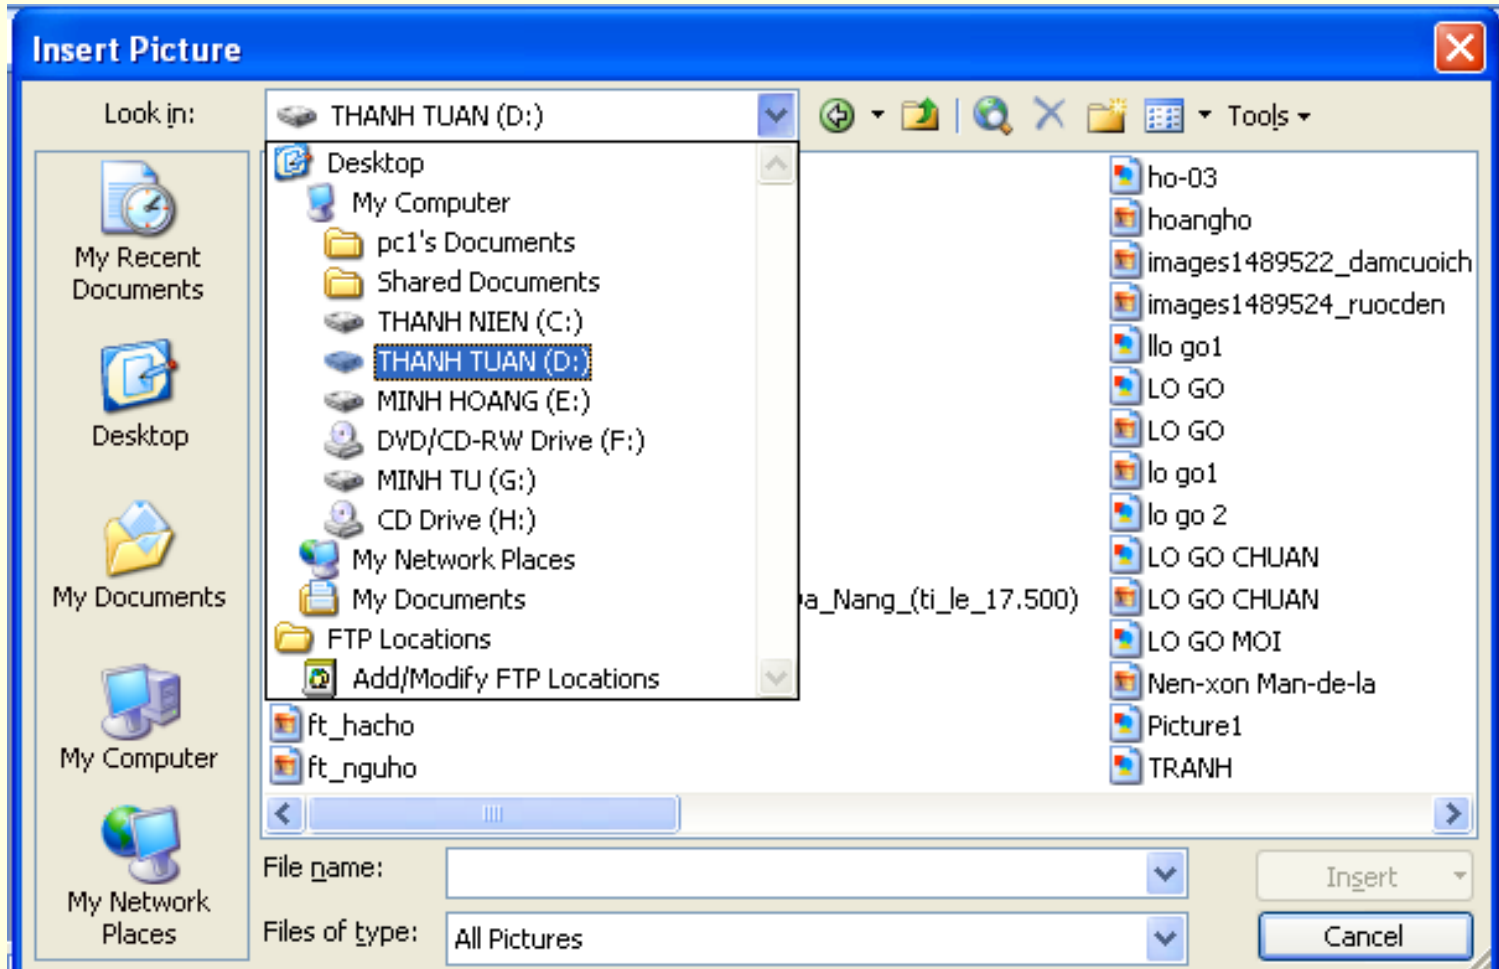 Insert Picture
Look in:
THANH TUAN (D:)
Tools
My Recent
Documents
Desktop
My Documents
My Computer
My Network
Places
Desktop
My Computer
pc1's Documents
Shared Documents
THANH NIEN (C:)
THANH TUAN (D:)
MINH HOANG (E:)
DVD/CD-RW Drive (F:)
MINH TU (G:)
CD Drive (H:)
My Network Places
My Documents
FTP Locations
Add/Modify FTP Locations
a_Nang_(ti_le_17.500)
ft_hacho
ft_nguho
ho-03
hoangho
images1489522_damcuoich
images1489524_ruocden
llo go1
LO GO
LO GO
lo go1
lo go 2
LO GO CHUAN
LO GO CHUAN
LO GO MOI
Nen-xon Man-de-la
Picture1
TRANH
File name:
Insert
Files of type:
All Pictures
Cancel